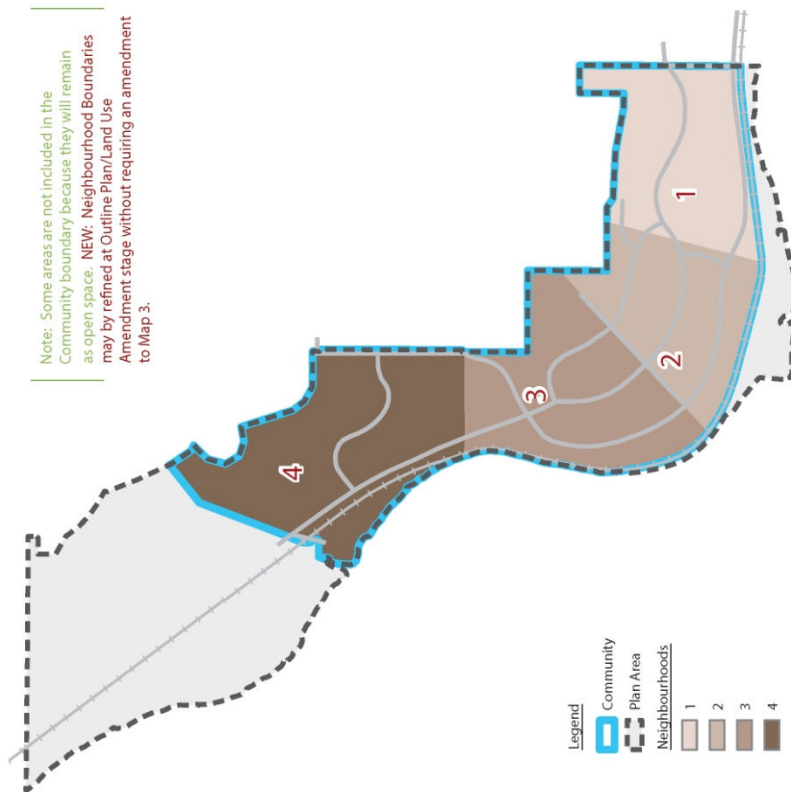 Note: Some areas are not included in the
Community boundary because they will remain
as open space. NEW: Neighbourhood Boundaries
may by refined at Outline Plan/Land Use
Amendment stage without requiring an amendment
to Map 3.
4
3
2
1
Legend
Community
Plan Area
Neighbourhoods
1
2
3
4